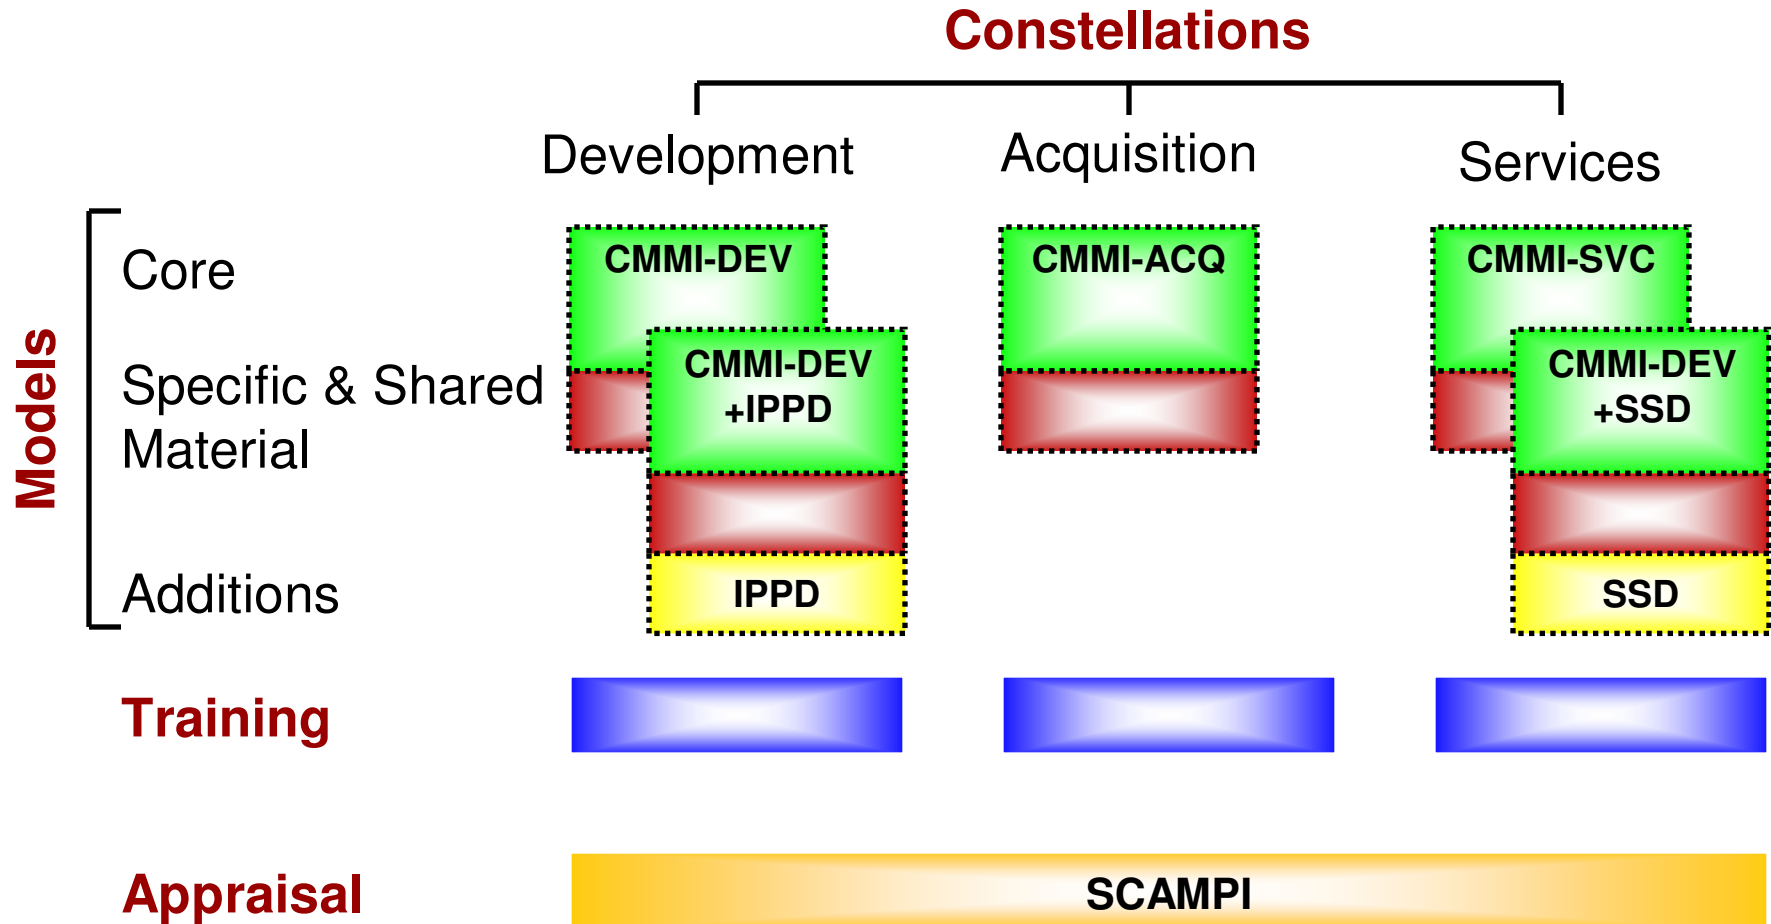 Constellations
Development
Acquisition
Services
Models
Core
CMMI-DEV
CMMI-ACQ
CMMI-SVC
Specific & Shared
Material
CMMI-DEV
+IPPD
CMMI-DEV
+SSD
Additions
IPPD
SSD
Training
Appraisal
SCAMPI